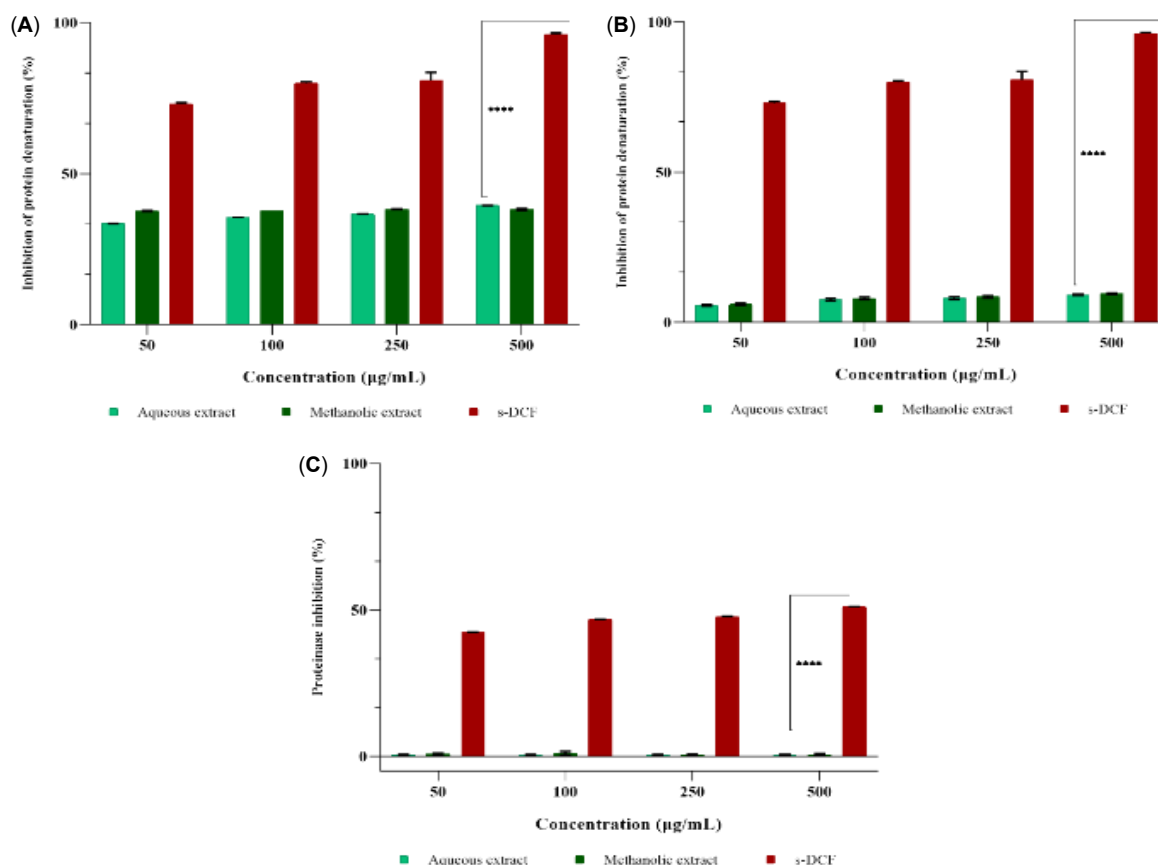 (A)
Inhibition of protein denaturation (%)
100
50
0
****
50 100 250 500
Concentration (µg/mL)
Aqueous extract Methanolic extract s-DCF
(B)
Inhibition of protein denaturation (%)
100
50
0
****
50 100 250 500
Concentration (µg/mL)
Aqueous extract Methanolic extract s-DCF
(C)
Proteinase inhibition (%)
100
50
0
****
50 100 250 500
Concentration (µg/mL)
Aqueous extract Methanolic extract s-DCF